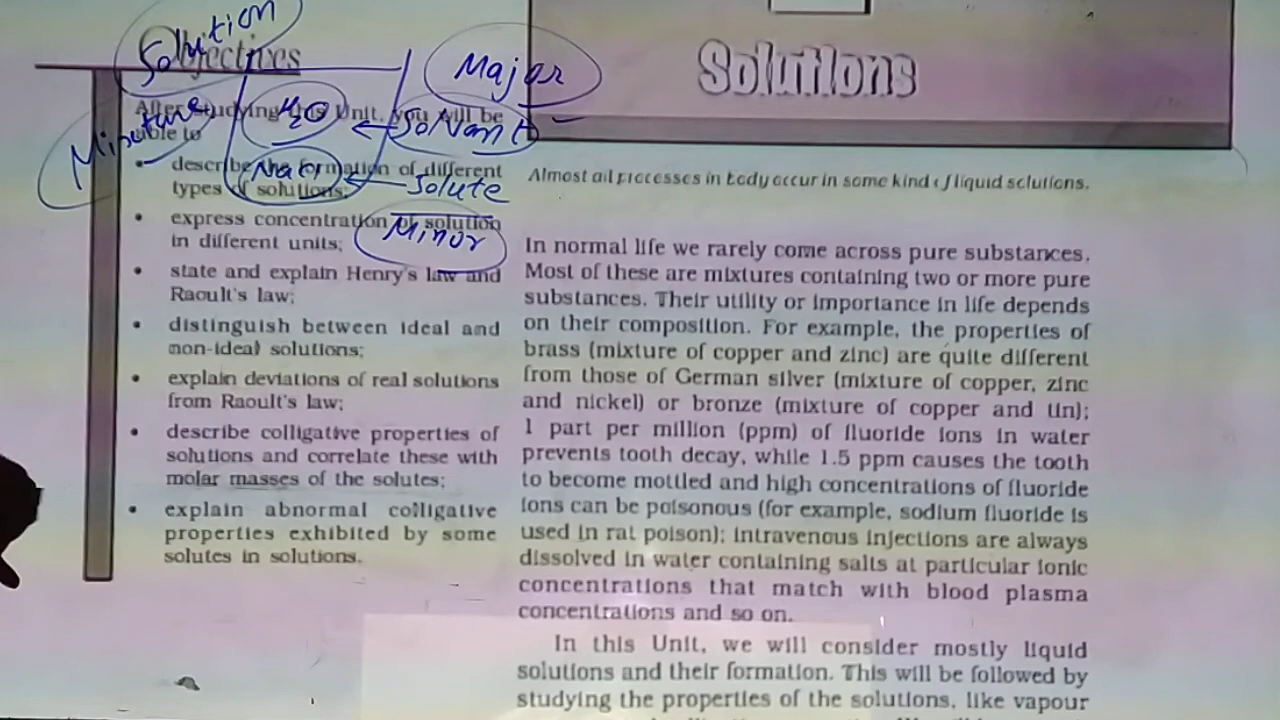 Solution
Objectives
Major
Solutions
Mixture
After studying this Unit, you will be
able to
H2O
Solvant
• describe the formation of different
types of solutions;
NaCl
Solute
• express concentration of solution
in different units;
Minor
• state and explain Henry's law and
Raoult's law;
• distinguish between ideal and
non-ideal solutions;
• explain deviations of real solutions
from Raoult's law;
• describe colligative properties of
solutions and correlate these with
molar masses of the solutes;
• explain abnormal colligative
properties exhibited by some
solutes in solutions.
Almost all processes in body occur in some kind of liquid solutions.
In normal life we rarely come across pure substances.
Most of these are mixtures containing two or more pure
substances. Their utility or importance in life depends
on their composition. For example, the properties of
brass (mixture of copper and zinc) are quite different
from those of German silver (mixture of copper, zinc
and nickel) or bronze (mixture of copper and tin);
1 part per million (ppm) of fluoride ions in water
prevents tooth decay, while 1.5 ppm causes the tooth
to become mottled and high concentrations of fluoride
ions can be poisonous (for example, sodium fluoride is
used in rat poison); intravenous injections are always
dissolved in water containing salts at particular ionic
concentrations that match with blood plasma
concentrations and so on.
In this Unit, we will consider mostly liquid
solutions and their formation. This will be followed by
studying the properties of the solutions, like vapour